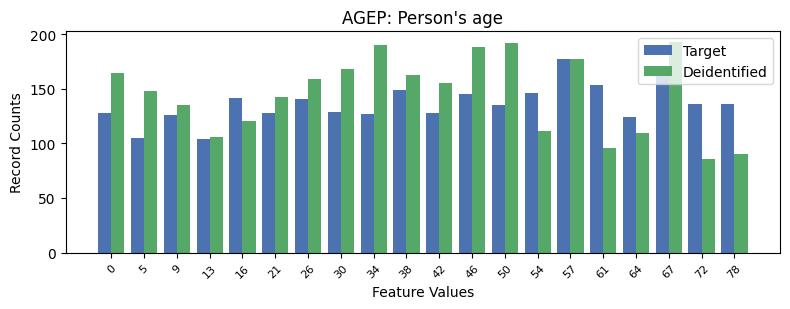 AGEP: Person's age
Target
Deidentified
Record Counts
200
150
100
50
0
0 5 9 13 16 21 26 30 34 38 42 46 50 54 57 61 64 67 72 78
Feature Values